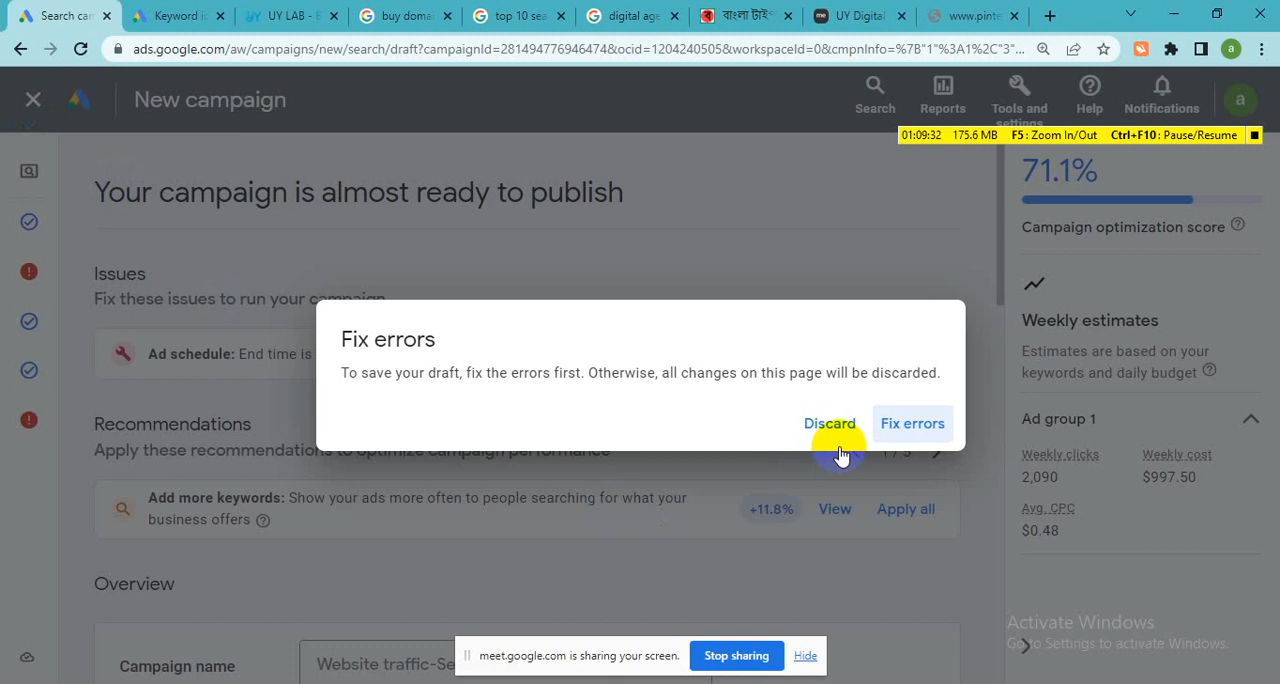 Search ca
Keyword i
UY LAB - E
buy doma
top 10 sea
digital age
বাংলা টাইপ
UY Digital
www.pinte
ads.google.com/aw/campaigns/new/search/draft?campaignId=281494776946474&ocid=1204240505&workspaceId=0&cmpnInfo=%7B"1"%3A1%2C"3"...
a
New campaign
Search
Reports
Tools and settings
Help
Notifications
a
01:09:32 175.6 MB F5 : Zoom In/Out Ctrl+F10 : Pause/Resume
Your campaign is almost ready to publish
71.1%
Campaign optimization score
Issues
Fix these issues to run your campaign
Ad schedule: End time is
Weekly estimates
Estimates are based on your
keywords and daily budget
Fix errors
To save your draft, fix the errors first. Otherwise, all changes on this page will be discarded.
Discard
Fix errors
Recommendations
Apply these recommendations to optimize campaign performance
1 / 5
Ad group 1
Weekly clicks
Weekly cost
2,090
$997.50
Avg. CPC
$0.48
Add more keywords: Show your ads more often to people searching for what your
business offers
+11.8%
View
Apply all
Overview
Campaign name
Website traffic-Se
meet.google.com is sharing your screen.
Stop sharing
Hide
Activate Windows
Go to Settings to activate Windows.